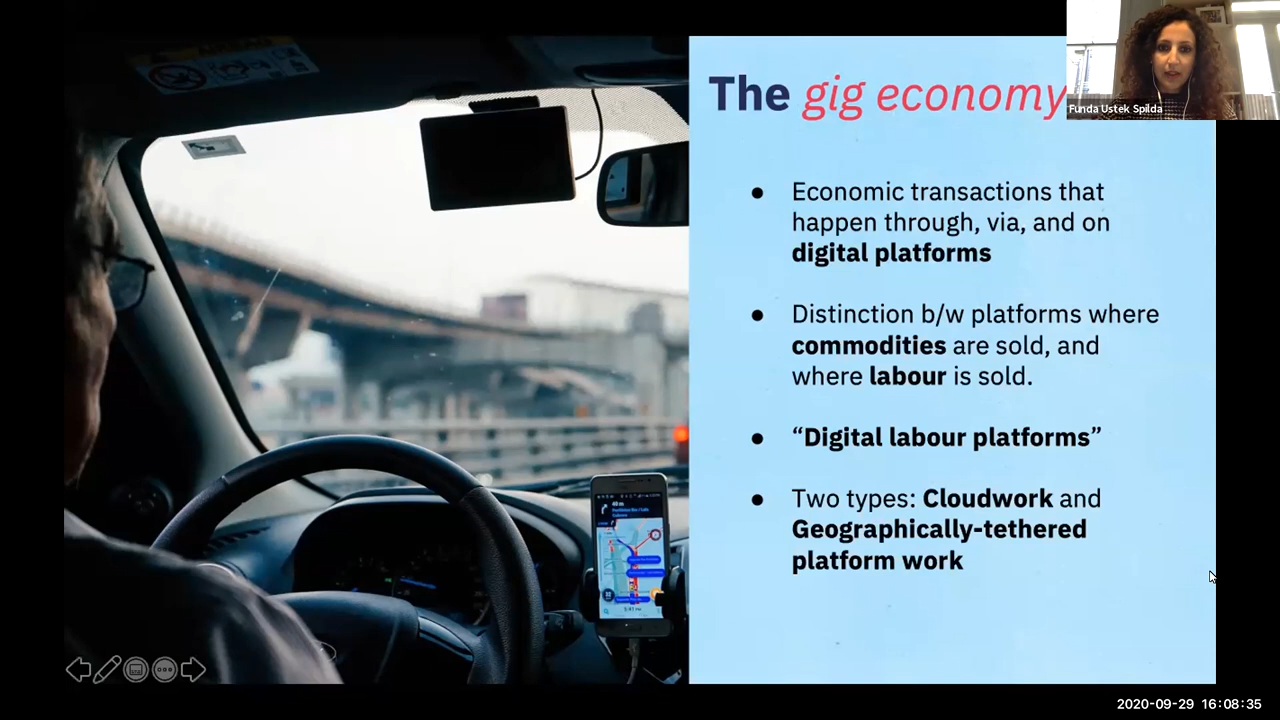 The gig economy
Funda Ustek Spilda
● Economic transactions that
happen through, via, and on
digital platforms
● Distinction b/w platforms where
commodities are sold, and
where labour is sold.
● “Digital labour platforms”
● Two types: Cloudwork and
Geographically-tethered
platform work
2020-09-29 16:08:35